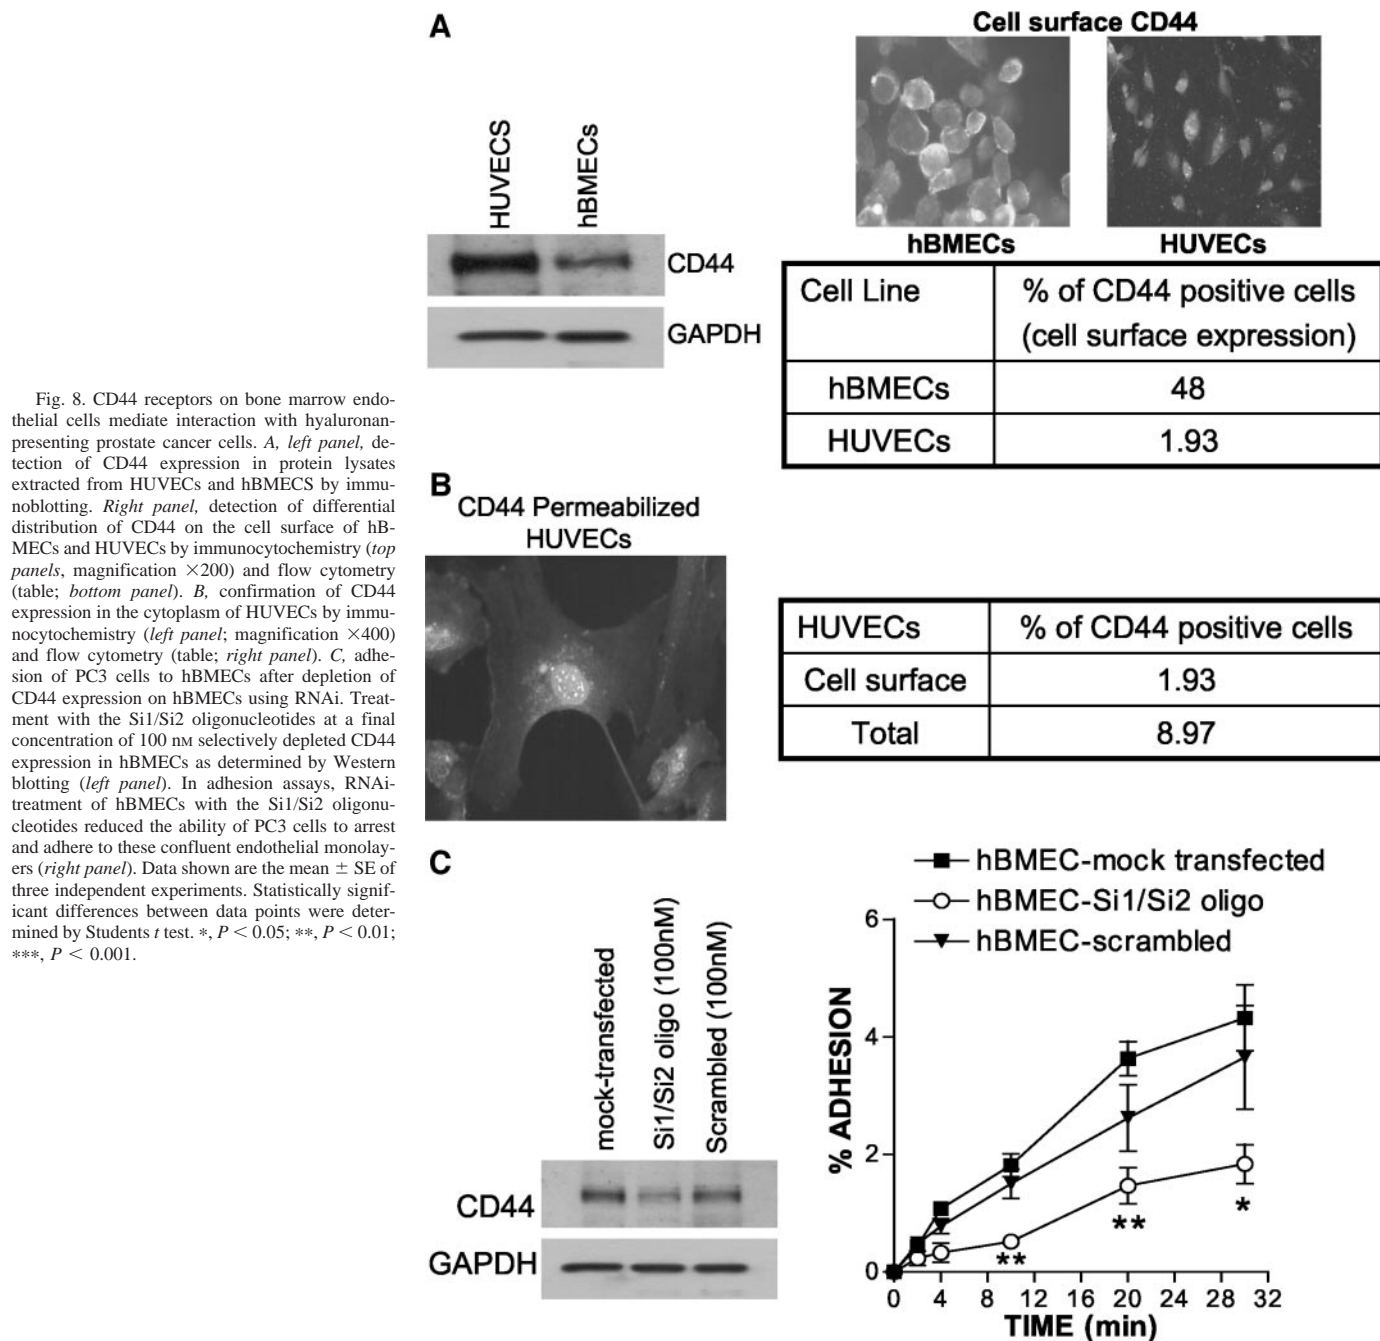 Fig. 8. CD44 receptors on bone marrow endo-
thelial cells mediate interaction with hyaluronan-
presenting prostate cancer cells. A, left panel, de-
tection of CD44 expression in protein lysates
extracted from HUVECs and hBMECS by immu-
noblotting. Right panel, detection of differential
distribution of CD44 on the cell surface of hB-
MECs and HUVECs by immunocytochemistry (top
panels, magnification ×200) and flow cytometry
(table; bottom panel). B, confirmation of CD44
expression in the cytoplasm of HUVECs by immu-
nocytochemistry (left panel; magnification ×400)
and flow cytometry (table; right panel). C, adhe-
sion of PC3 cells to hBMECs after depletion of
CD44 expression on hBMECs using RNAi. Treat-
ment with the Si1/Si2 oligonucleotides at a final
concentration of 100 nM selectively depleted CD44
expression in hBMECs as determined by Western
blotting (left panel). In adhesion assays, RNAi-
treatment of hBMECs with the Si1/Si2 oligonu-
cleotides reduced the ability of PC3 cells to arrest
and adhere to these confluent endothelial monolay-
ers (right panel). Data shown are the mean ± SE of
three independent experiments. Statistically signif-
icant differences between data points were deter-
mined by Students t test. *, P < 0.05; **, P < 0.01;
***, P < 0.001.
A
HUVECS
hBMECs
CD44
GAPDH
Cell surface CD44
hBMECs
HUVECs
Cell Line
% of CD44 positive cells
(cell surface expression)
hBMECs
48
HUVECs
1.93
B
CD44 Permeabilized
HUVECs
HUVECs
% of CD44 positive cells
Cell surface
1.93
Total
8.97
C
mock-transfected
Si1/Si2 oligo (100nM)
Scrambled (100nM)
CD44
GAPDH
hBMEC-mock transfected
hBMEC-Si1/Si2 oligo
hBMEC-scrambled
% ADHESION
6
4
2
0
**
**
*
0 4 8 12 16 20 24 28 32
TIME (min)